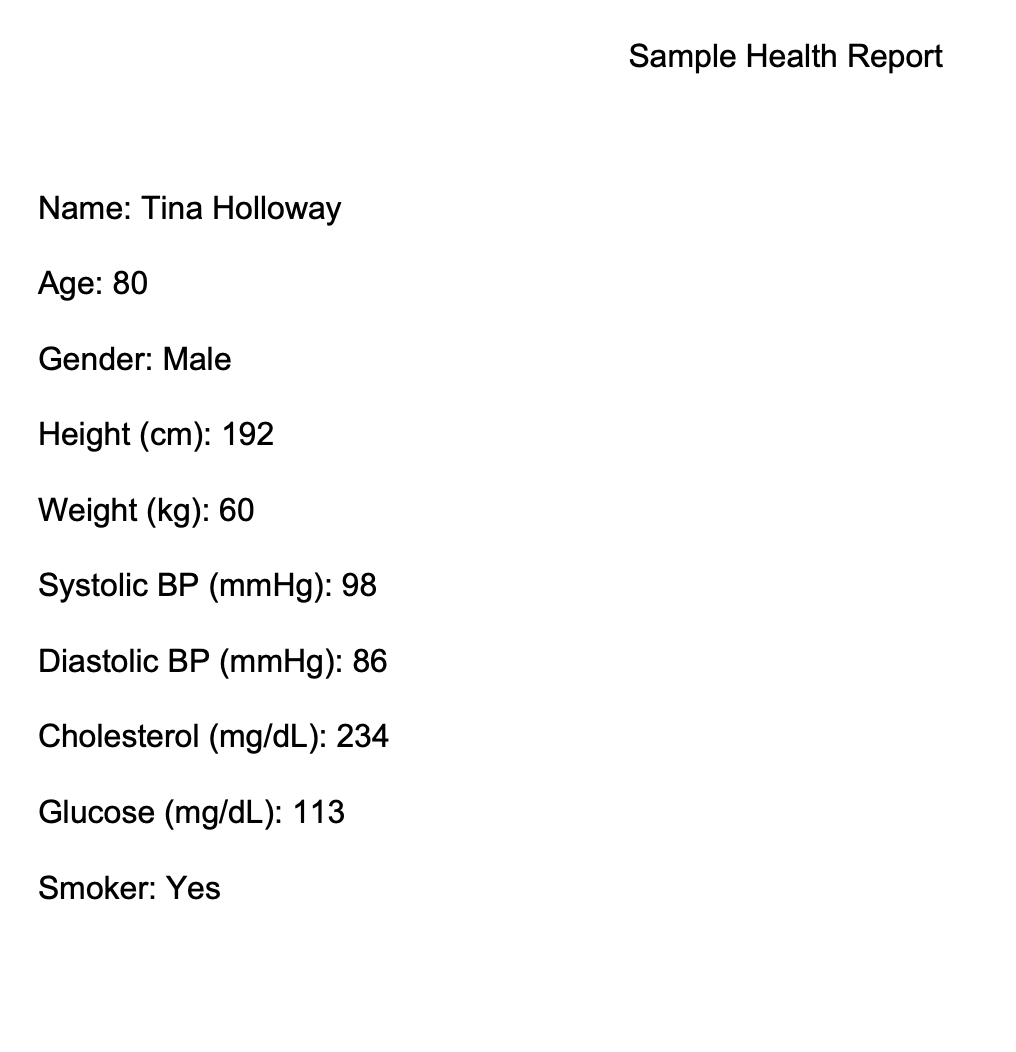 Sample Health Report
Name: Tina Holloway
Age: 80
Gender: Male
Height (cm): 192
Weight (kg): 60
Systolic BP (mmHg): 98
Diastolic BP (mmHg): 86
Cholesterol (mg/dL): 234
Glucose (mg/dL): 113
Smoker: Yes